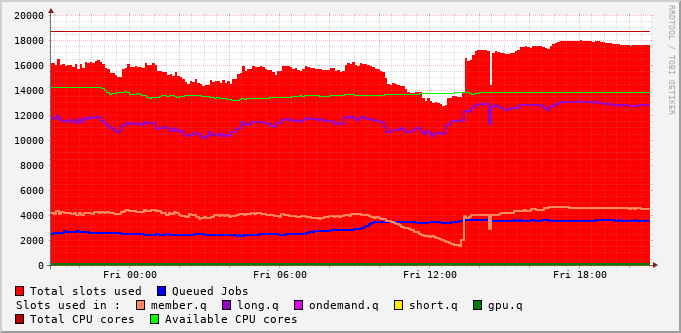 20000
18000
16000
14000
12000
10000
8000
6000
4000
2000
0
Fri 00:00 Fri 06:00 Fri 12:00 Fri 18:00
RRDTOOL / TOBI OETIKER
Total slots used Queued Jobs
Slots used in : member.q long.q ondemand.q short.q gpu.q
Total CPU cores Available CPU cores